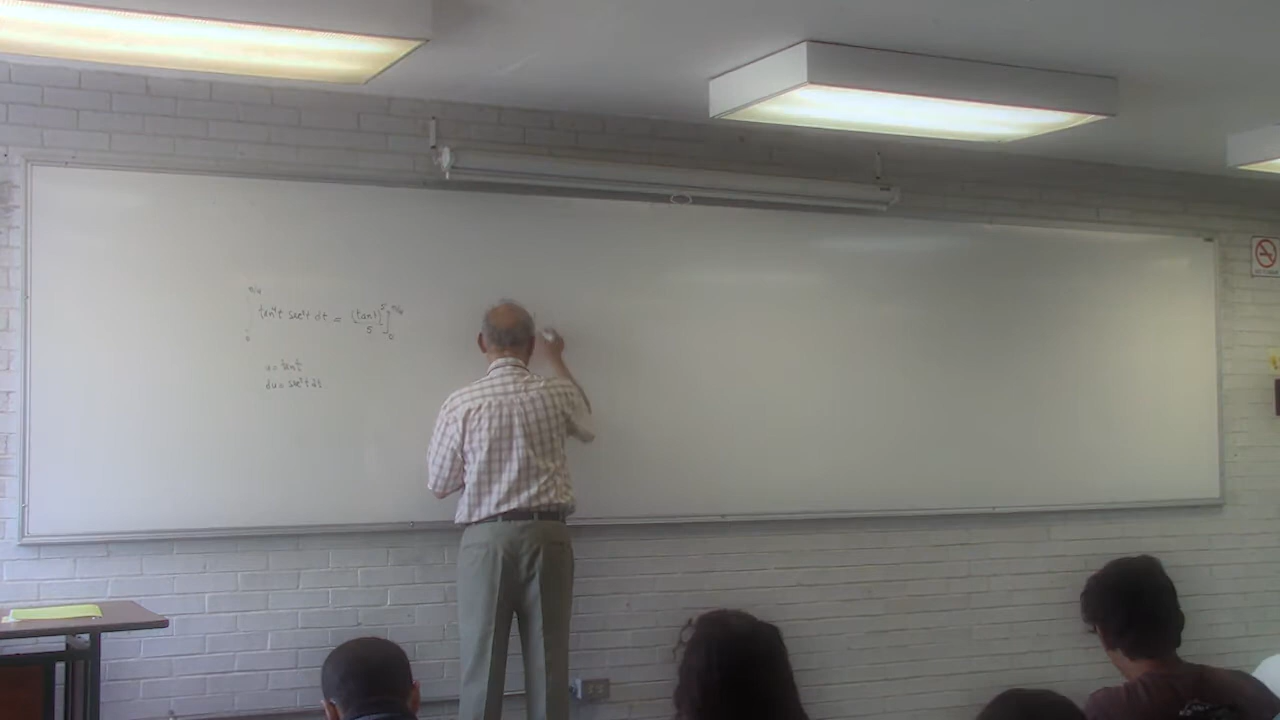 ∫₀^(π/4) tan⁴t sec²t dt = (tan t)⁵/5 ]₀^(π/4)
u = tan t
du = sec²t dt